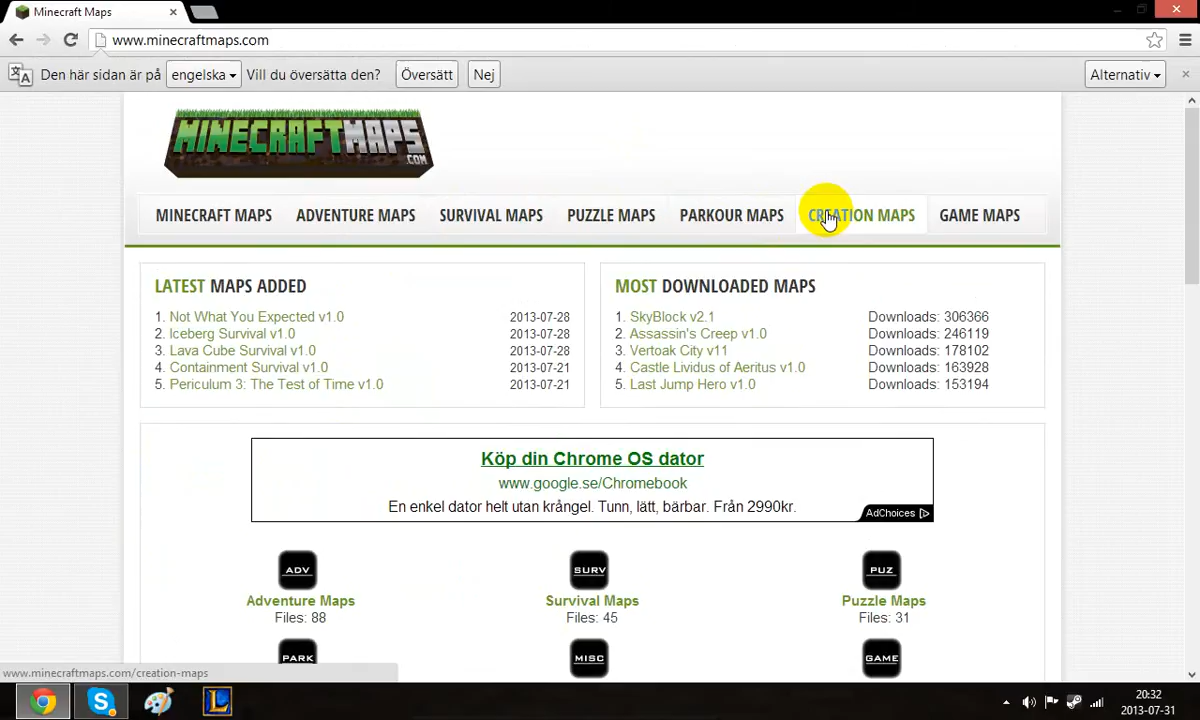 Minecraft Maps
www.minecraftmaps.com
Den här sidan är på engelska Vill du översätta den? Översätt Nej Alternativ
MINECRAFTMAPS
.COM
MINECRAFT MAPS ADVENTURE MAPS SURVIVAL MAPS PUZZLE MAPS PARKOUR MAPS CREATION MAPS GAME MAPS
LATEST MAPS ADDED
1. Not What You Expected v1.0 2013-07-28
2. Iceberg Survival v1.0 2013-07-28
3. Lava Cube Survival v1.0 2013-07-28
4. Containment Survival v1.0 2013-07-21
5. Periculum 3: The Test of Time v1.0 2013-07-21
MOST DOWNLOADED MAPS
1. SkyBlock v2.1 Downloads: 306366
2. Assassin's Creep v1.0 Downloads: 246119
3. Vertoak City v11 Downloads: 178102
4. Castle Lividus of Aeritus v1.0 Downloads: 163928
5. Last Jump Hero v1.0 Downloads: 153194
Köp din Chrome OS dator
www.google.se/Chromebook
En enkel dator helt utan krångel. Tunn, lätt, bärbar. Från 2990kr.
AdChoices
ADV SURV PUZ
Adventure Maps Survival Maps Puzzle Maps
Files: 88 Files: 45 Files: 31
PARK MISC GAME
www.minecraftmaps.com/creation-maps
20:32
2013-07-31